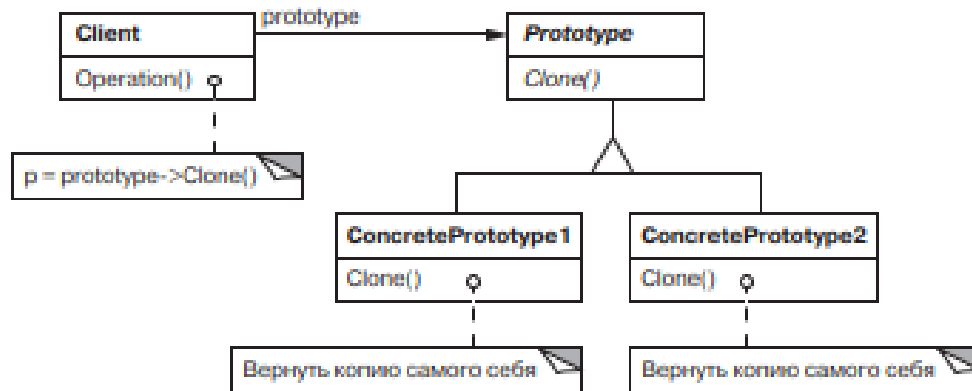 prototype
Client
Prototype
Operation()
Clone()
p = prototype->Clone()
ConcretePrototype1
ConcretePrototype2
Clone()
Clone()
Вернуть копию самого себя
Вернуть копию самого себя